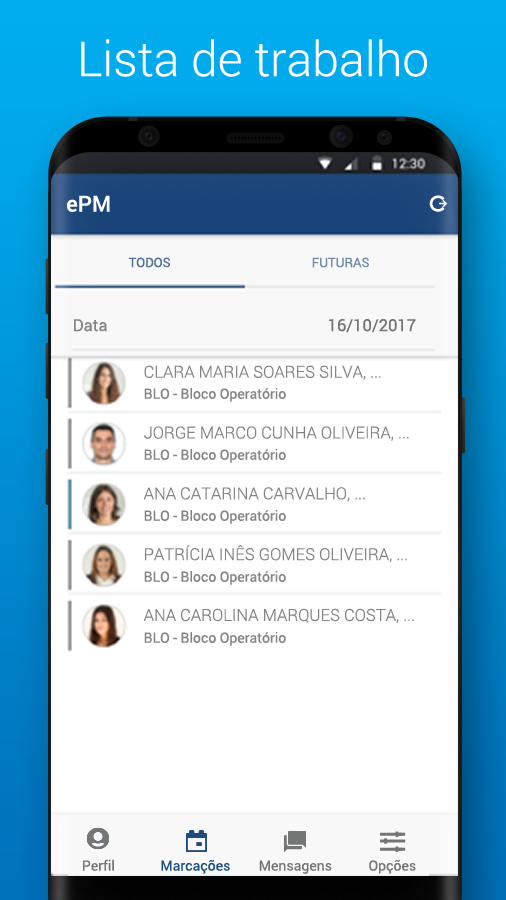 Lista de trabalho
12:30
ePM
TODOS FUTURAS
Data 16/10/2017
CLARA MARIA SOARES SILVA, ...
BLO - Bloco Operatório
JORGE MARCO CUNHA OLIVEIRA, ...
BLO - Bloco Operatório
ANA CATARINA CARVALHO, ...
BLO - Bloco Operatório
PATRÍCIA INÊS GOMES OLIVEIRA, ...
BLO - Bloco Operatório
ANA CAROLINA MARQUES COSTA, ...
BLO - Bloco Operatório
Perfil Marcações Mensagens Opções